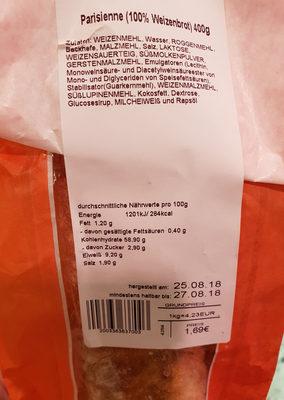 Parisienne (100% Weizenbrot) 400g
Zutaten: WEIZENMEHL, Wasser, ROGGENMEHL,
Backhefe, MALZMEHL, Salz, LAKTOSE,
WEIZENSAUERTEIG, SÜßMOLKENPULVER,
GERSTENMALZMEHL, Emulgatoren (Lecithin,
Monoweinsäure- und Diacetylweinsäureester von
Mono- und Diglyceriden von Speisefettsäuren),
Stabilisator(Guarkernmehl), WEIZENMALZMEHL,
SÜßLUPINENMEHL, Kokosfett, Dextrose,
Glucosesirup, MILCHEIWEIß und Rapsöl
durchschnittliche Nährwerte pro 100g
Energie 1201kJ/ 284kcal
Fett 1,20 g
- davon gesättigte Fettsäuren 0,40 g
Kohlenhydrate 58,90 g
- davon Zucker 2,90 g
Eiweiß 9,20 g
Salz 1,90 g
hergestellt am: 25.08.18
mindestens haltbar bis: 27.08.18
GRUNDPREIS
1kg=4,23EUR
PREIS
1,69€